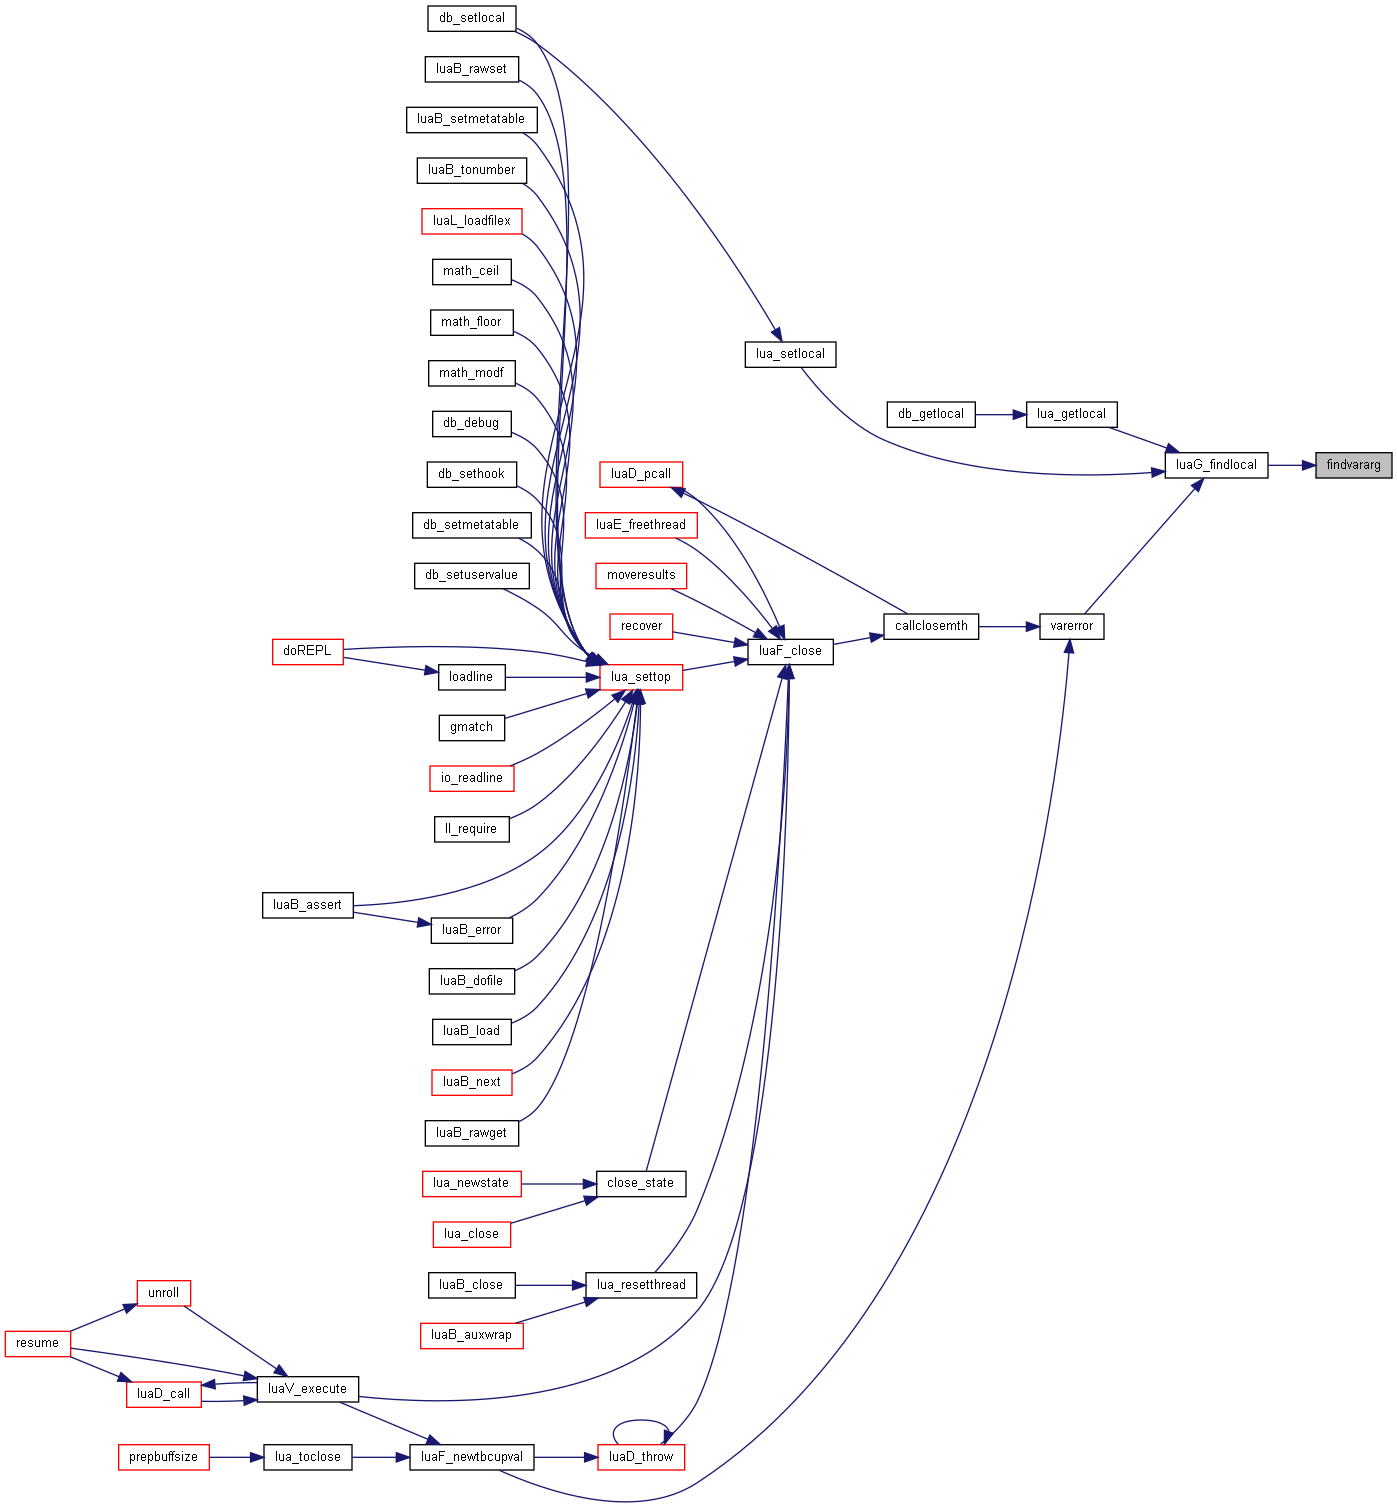 db_setlocal
luaB_rawset
luaB_setmetatable
luaB_tonumber
luaL_loadfilex
math_ceil
math_floor
math_modf
db_debug
db_sethook
db_setmetatable
db_setuservalue
doREPL
loadline
gmatch
io_readline
ll_require
luaB_assert
luaB_error
luaB_dofile
luaB_load
luaB_next
luaB_rawget
lua_newstate
lua_close
luaB_close
luaB_auxwrap
unroll
resume
luaD_call
luaV_execute
prepbuffsize
lua_toclose
luaF_newtbcupval
luaD_throw
lua_resetthread
close_state
lua_settop
recover
moveresults
luaE_freethread
luaD_pcall
luaF_close
callclosemth
varerror
lua_setlocal
db_getlocal
lua_getlocal
luaG_findlocal
findvararg